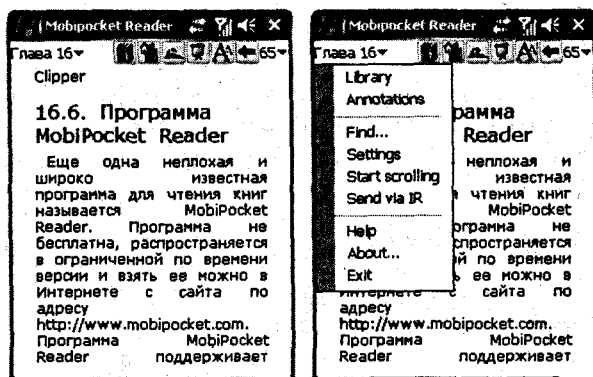 Mobipocket Reader
Глава 16
65
Clipper
16.6. Программа
MobiPocket Reader
Еще одна неплохая и
широко известная
программа для чтения книг
называется MobiPocket
Reader. Программа не
бесплатна, распространяется
в ограниченной по времени
версии и взять ее можно в
Интернете с сайта по
адресу
http://www.mobipocket.com.
Программа MobiPocket
Reader поддерживает
Mobipocket Reader
Глава 16
65
Library
Annotations
Find...
Settings
Start scrolling
Send via IR
Help
About...
Exit
рамма
Reader
неплохая и
известная
чтения книг
MobiPocket
ограмма не
спространяется
й по времени
ь ее можно в
Интернете с сайта по
адресу
http://www.mobipocket.com.
Программа MobiPocket
Reader поддерживает